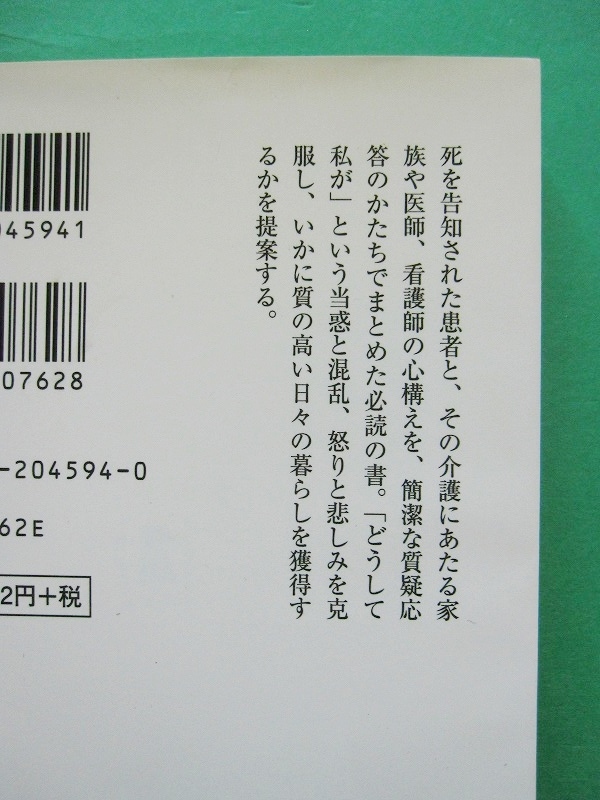 死を告知された患者と、その介護にあたる家
族や医師、看護師の心構えを、簡潔な質疑応
答のかたちでまとめた必読の書。「どうして
私が」という当惑と混乱、怒りと悲しみを克
服し、いかに質の高い日々の暮らしを獲得す
るかを提案する。
045941
07628
-204594-0
62E
2円+税